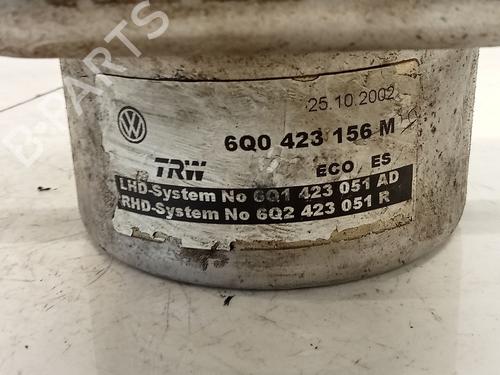 B-PARTS
25.10.2002
6Q0 423 156 M
TRW
ECO / ES
LHD-System No 6Q1 423 051 AD
RHD-System No 6Q2 423 051 R